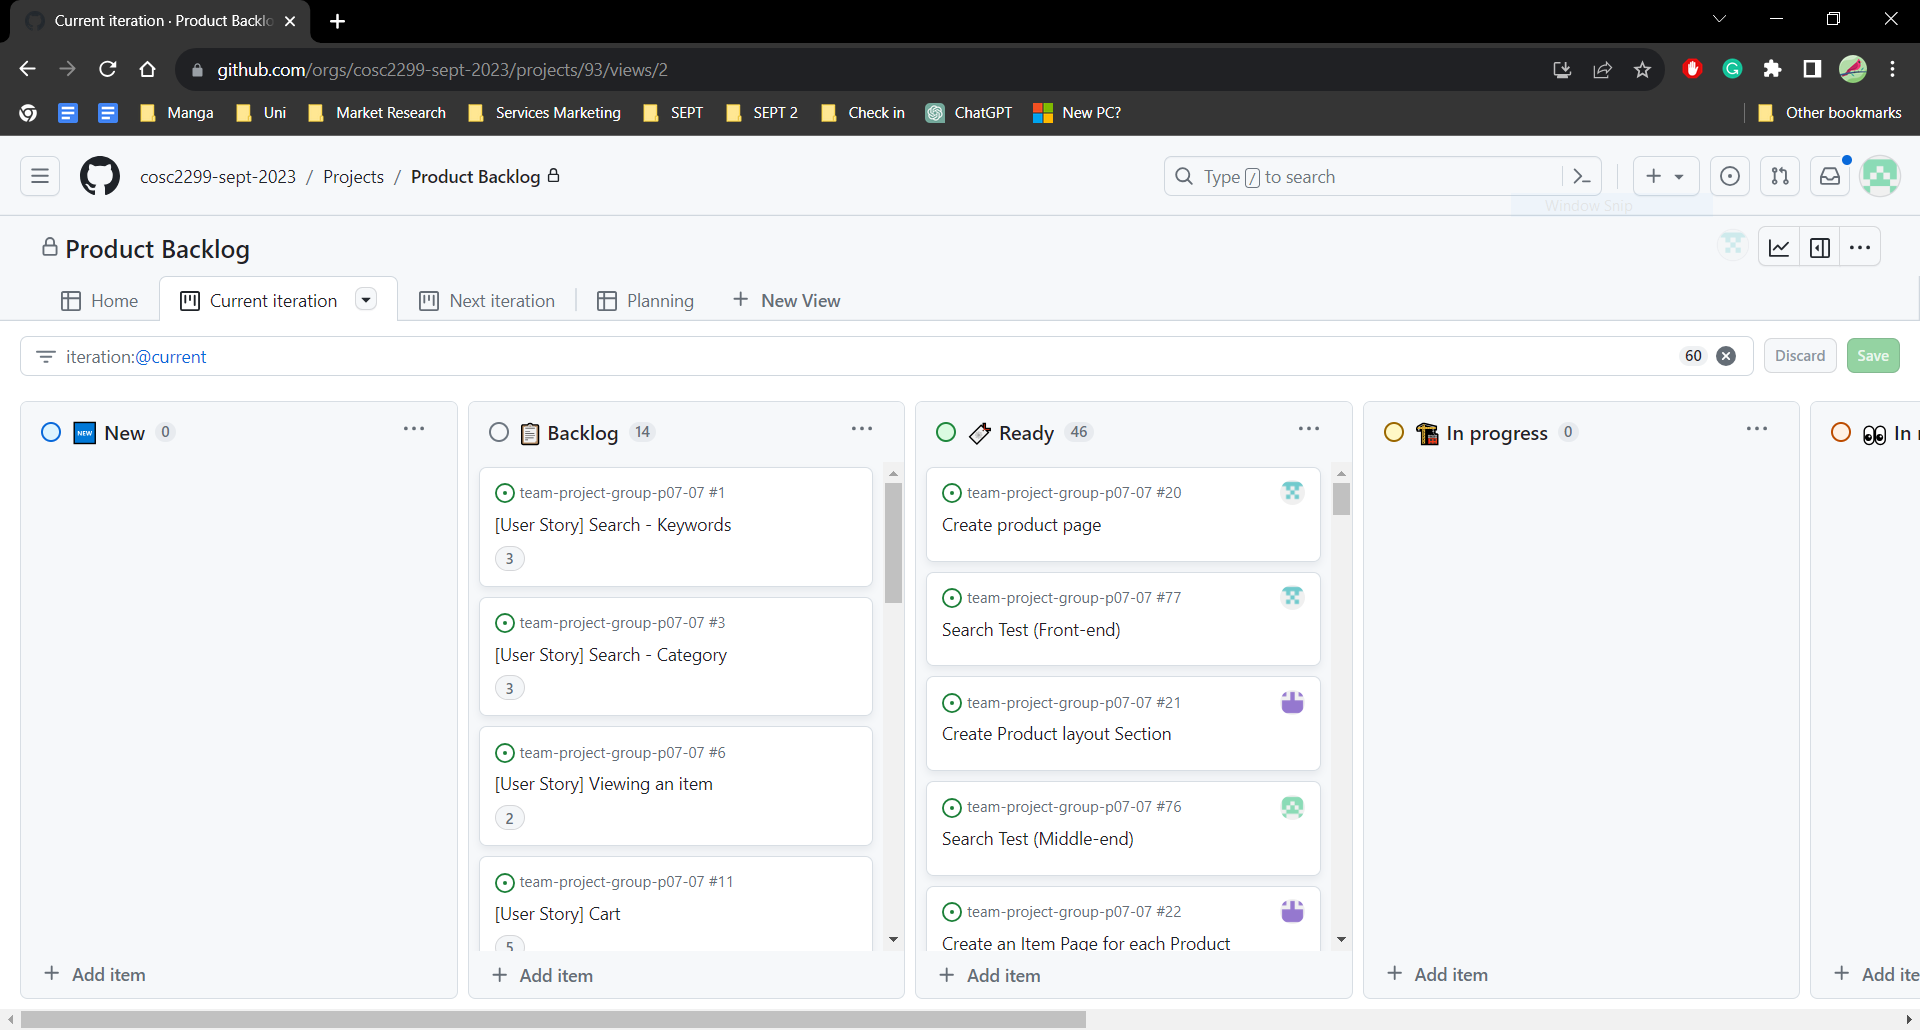 Current iteration · Product Backlo
github.com/orgs/cosc2299-sept-2023/projects/93/views/2
Manga Uni Market Research Services Marketing SEPT SEPT 2 Check in ChatGPT New PC? Other bookmarks
cosc2299-sept-2023 / Projects / Product Backlog Type / to search
Window Snip
Product Backlog
Home Current iteration Next iteration Planning New View
iteration:@current 60 Discard Save
NEW New 0
Backlog 14
Ready 46
In progress 0
In
team-project-group-p07-07 #1
[User Story] Search - Keywords
3
team-project-group-p07-07 #3
[User Story] Search - Category
3
team-project-group-p07-07 #6
[User Story] Viewing an item
2
team-project-group-p07-07 #11
[User Story] Cart
5
team-project-group-p07-07 #20
Create product page
team-project-group-p07-07 #77
Search Test (Front-end)
team-project-group-p07-07 #21
Create Product layout Section
team-project-group-p07-07 #76
Search Test (Middle-end)
team-project-group-p07-07 #22
Create an Item Page for each Product
Add item
Add item
Add item
Add item
Add ite